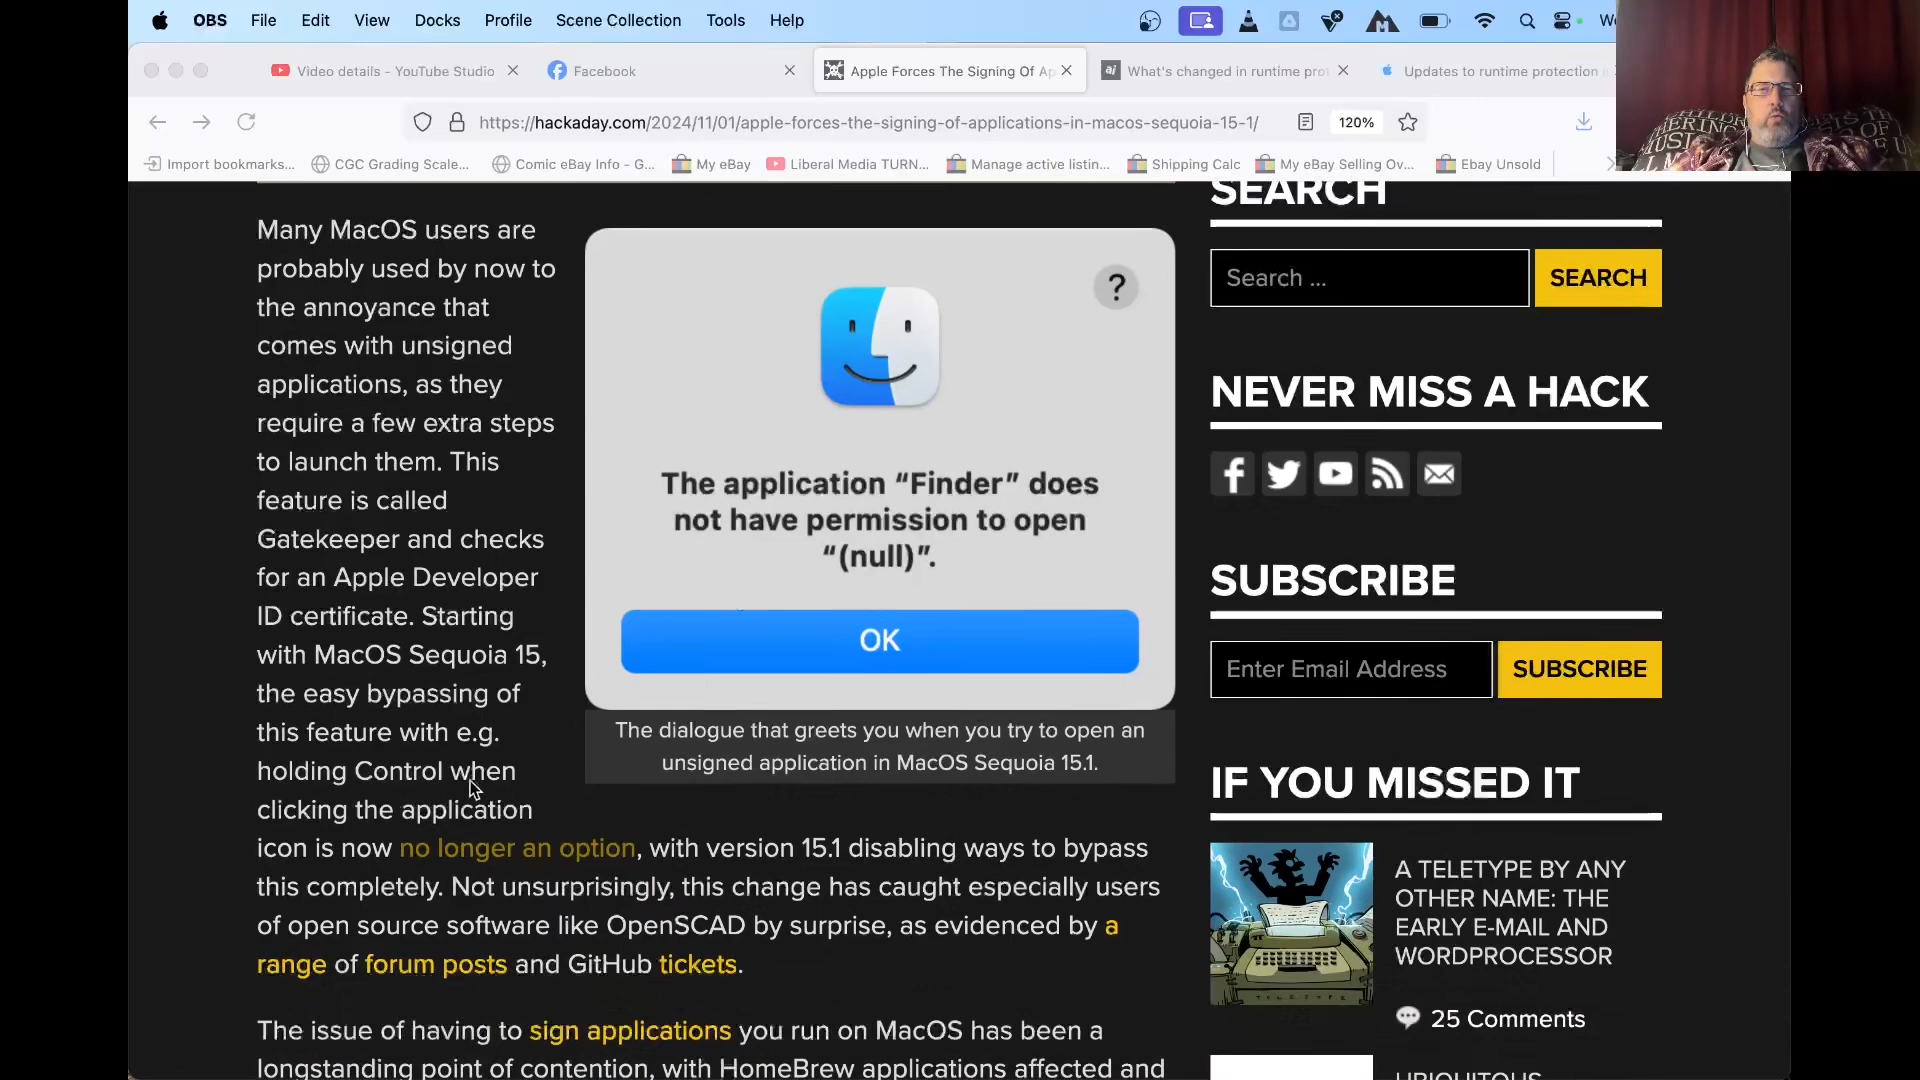 OBS File Edit View Docks Profile Scene Collection Tools Help
Video details - YouTube Studio
Facebook
Apple Forces The Signing Of Ap
What's changed in runtime pro
Updates to runtime protection
https://hackaday.com/2024/11/01/apple-forces-the-signing-of-applications-in-macos-sequoia-15-1/
120%
Import bookmarks...
CGC Grading Scale...
Comic eBay Info - G...
My eBay
Liberal Media TURN...
Manage active listin...
Shipping Calc
My eBay Selling Ov...
Ebay Unsold
Many MacOS users are
probably used by now to
the annoyance that
comes with unsigned
applications, as they
require a few extra steps
to launch them. This
feature is called
Gatekeeper and checks
for an Apple Developer
ID certificate. Starting
with MacOS Sequoia 15,
the easy bypassing of
this feature with e.g.
holding Control when
clicking the application
icon is now no longer an option, with version 15.1 disabling ways to bypass
this completely. Not unsurprisingly, this change has caught especially users
of open source software like OpenSCAD by surprise, as evidenced by a
range of forum posts and GitHub tickets.
The issue of having to sign applications you run on MacOS has been a
longstanding point of contention, with HomeBrew applications affected and
?
The application “Finder” does
not have permission to open
“(null)”.
OK
The dialogue that greets you when you try to open an
unsigned application in MacOS Sequoia 15.1.
SEARCH
Search ...
SEARCH
NEVER MISS A HACK
SUBSCRIBE
Enter Email Address
SUBSCRIBE
IF YOU MISSED IT
A TELETYPE BY ANY
OTHER NAME: THE
EARLY E-MAIL AND
WORDPROCESSOR
25 Comments
UBIQUITOUS